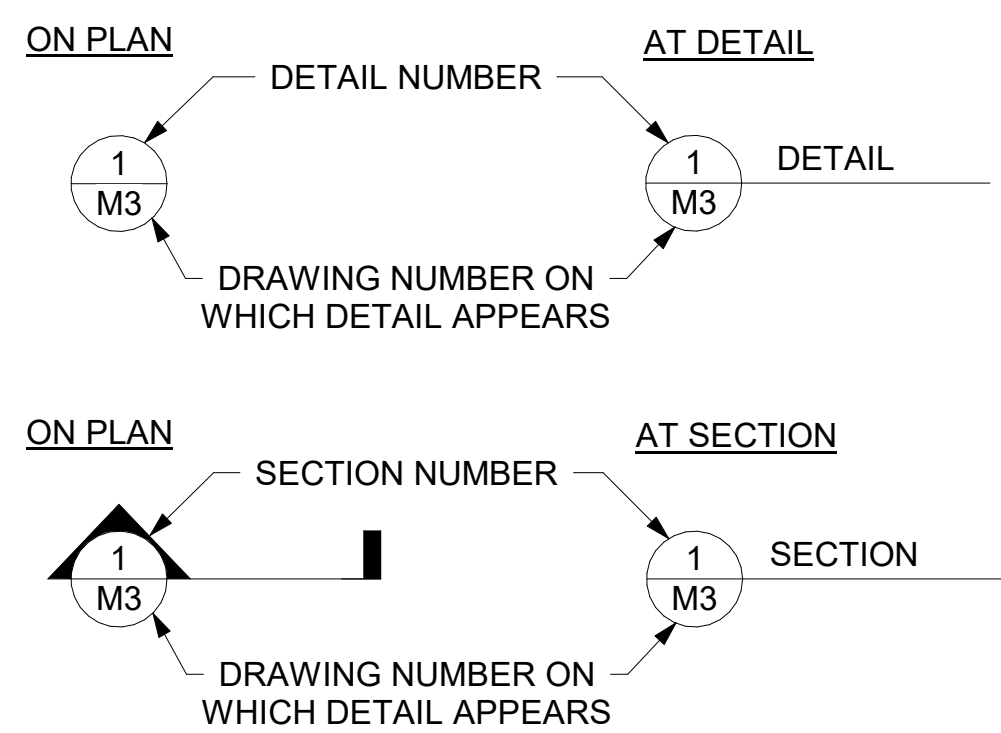 ON PLAN
AT DETAIL
DETAIL NUMBER
1
M3
1
M3
DETAIL
DRAWING NUMBER ON
WHICH DETAIL APPEARS
ON PLAN
AT SECTION
SECTION NUMBER
1
M3
1
M3
SECTION
DRAWING NUMBER ON
WHICH DETAIL APPEARS